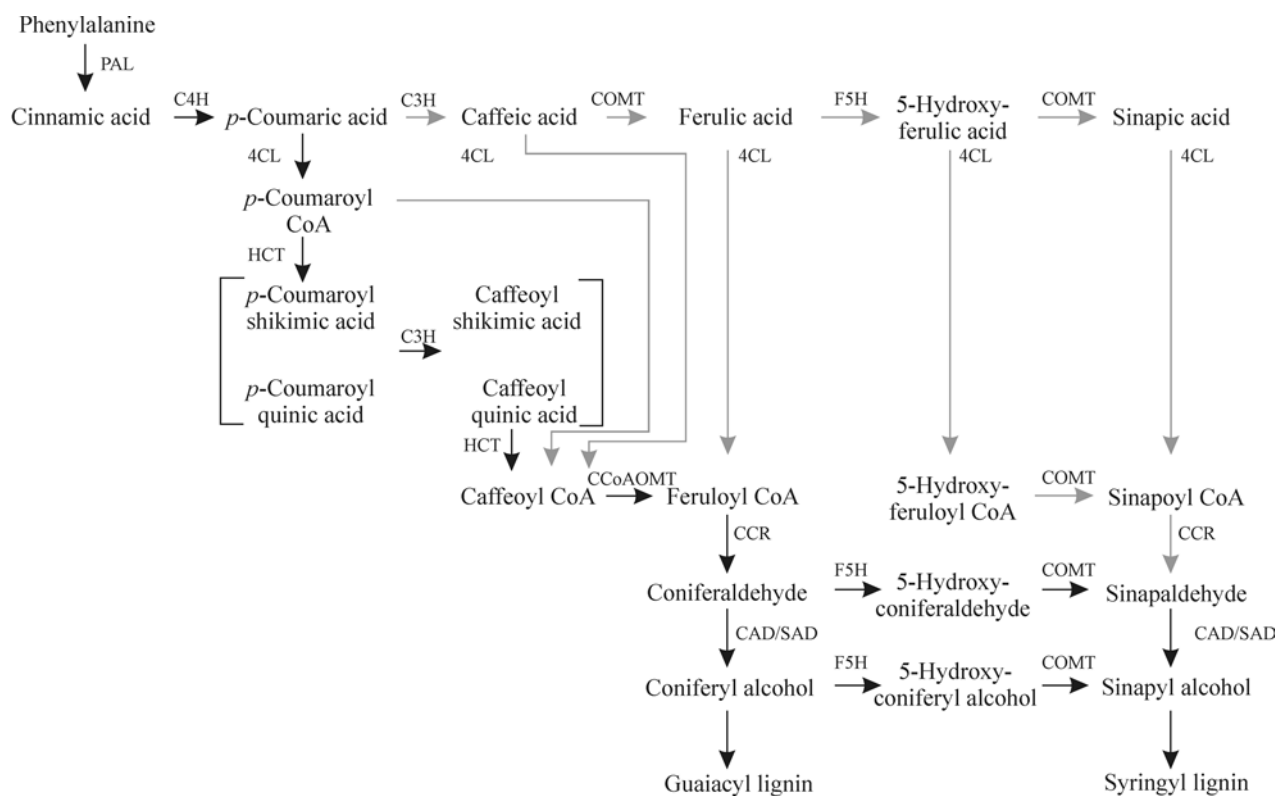 Phenylalanine
PAL
C4H
C3H
COMT
F5H
5-Hydroxy-
COMT
Cinnamic acid
p-Coumaric acid
Caffeic acid
Ferulic acid
ferulic acid
Sinapic acid
4CL
4CL
4CL
4CL
4CL
p-Coumaroyl
CoA
HCT
p-Coumaroyl
shikimic acid
Caffeoyl
shikimic acid
C3H
p-Coumaroyl
quinic acid
Caffeoyl
quinic acid
HCT
CCoAOMT
Caffeoyl CoA
Feruloyl CoA
5-Hydroxy-
feruloyl CoA
COMT
Sinapoyl CoA
CCR
CCR
F5H
COMT
Coniferaldehyde
5-Hydroxy-
coniferaldehyde
Sinapaldehyde
CAD/SAD
CAD/SAD
F5H
COMT
Coniferyl alcohol
5-Hydroxy-
coniferyl alcohol
Sinapyl alcohol
Guaiacyl lignin
Syringyl lignin